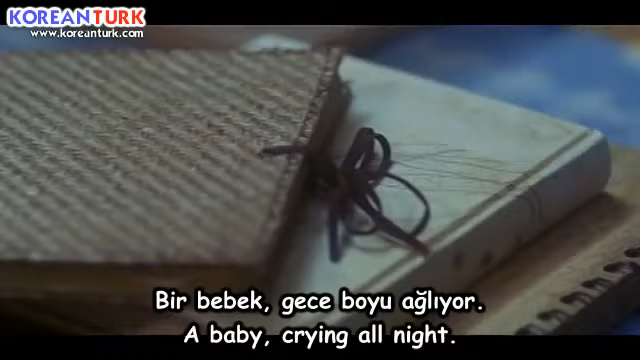 KOREANTURK
www.koreanturk.com
Bir bebek, gece boyu ağlıyor.
A baby, crying all night.